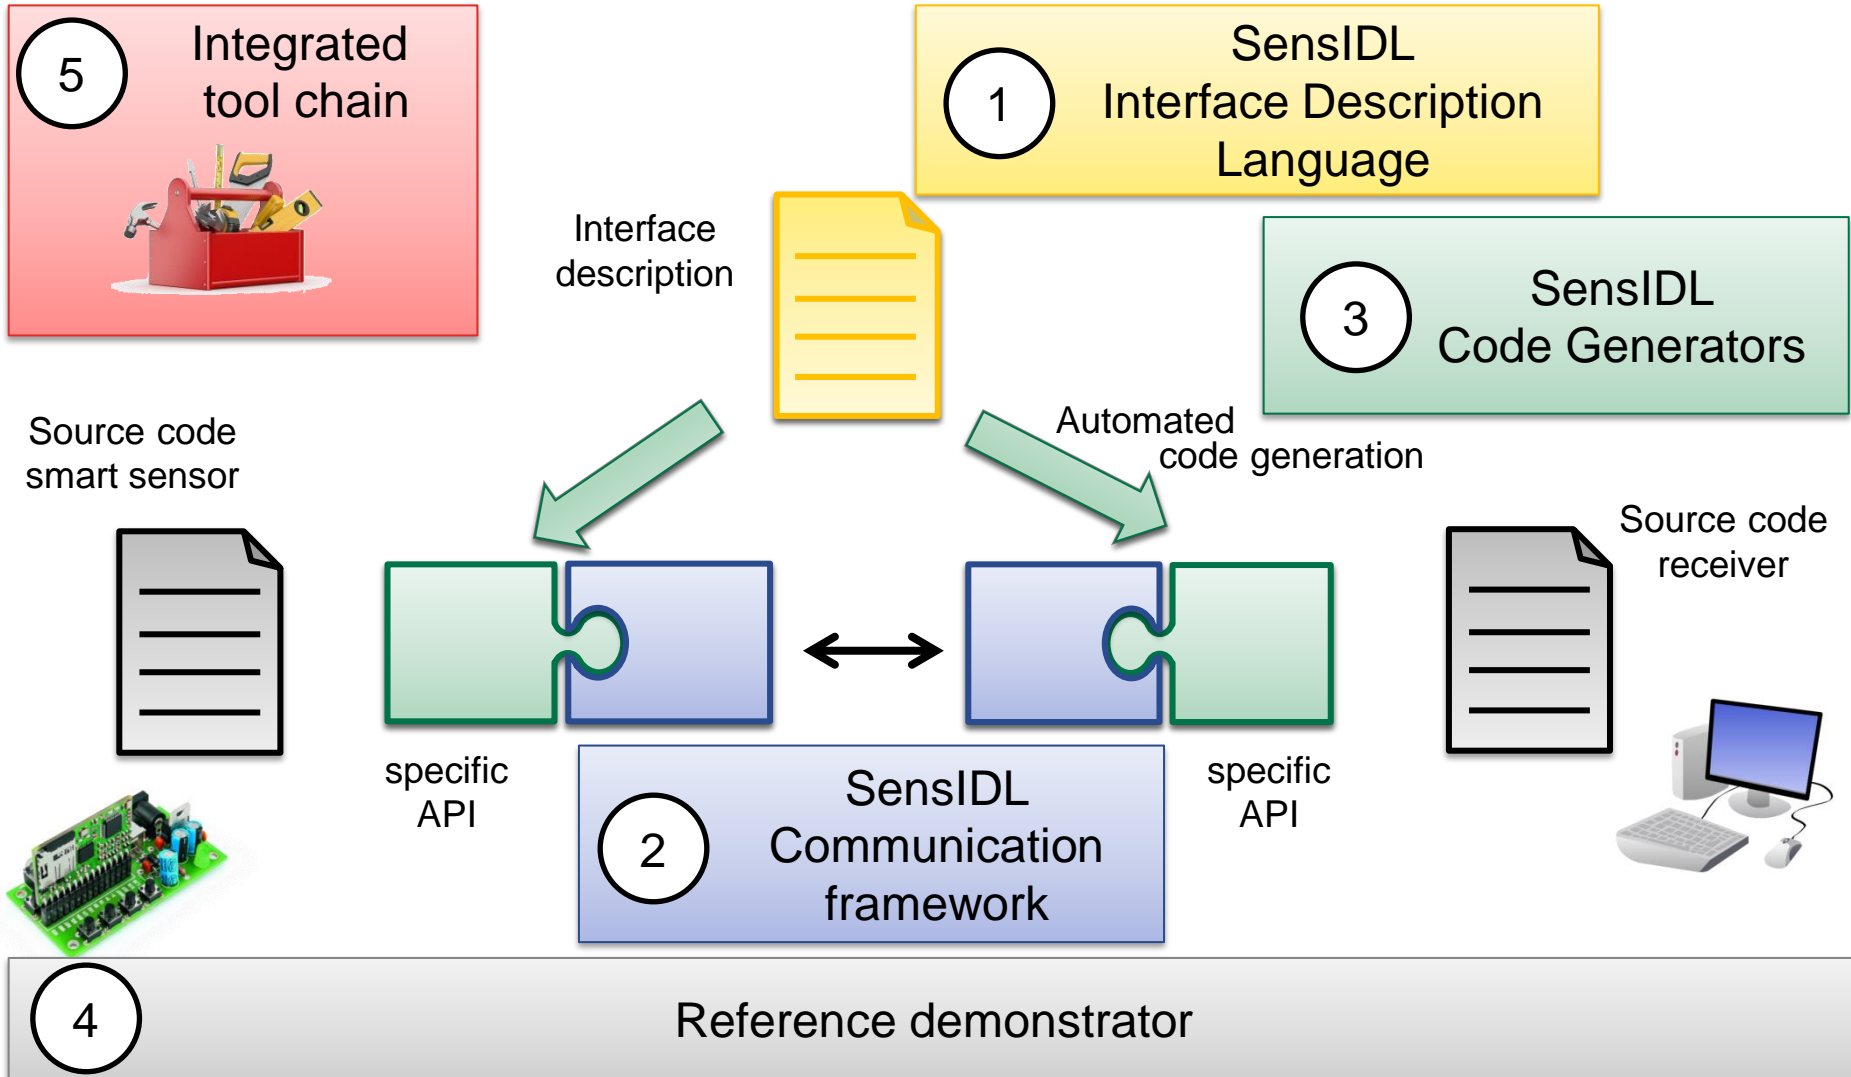 5
Integrated
tool chain
1
SensIDL
Interface Description
Language
Interface
description
3
SensIDL
Code Generators
Automated
code generation
Source code
smart sensor
Source code
receiver
specific
API
2
SensIDL
Communication
framework
specific
API
4
Reference demonstrator